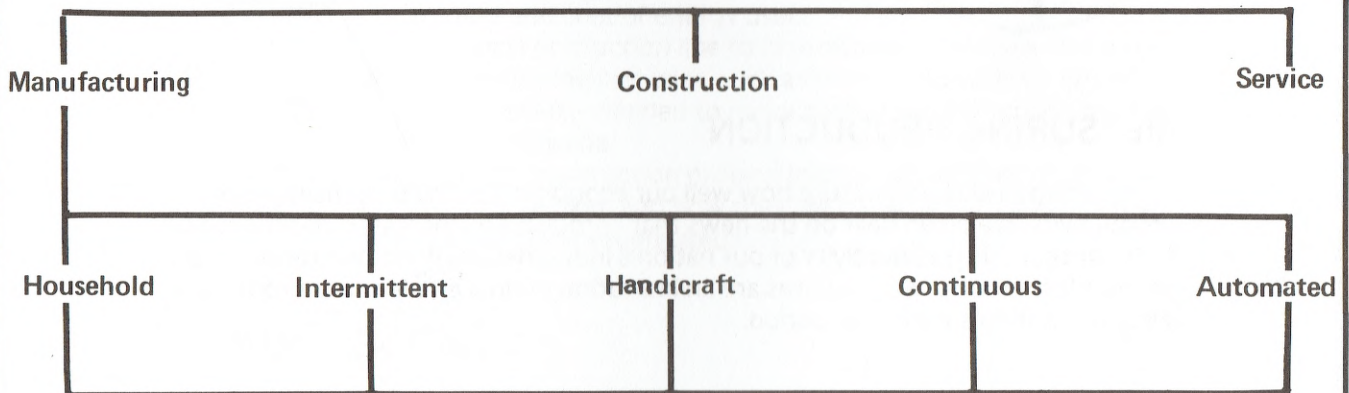 Manufacturing Construction Service
Household Intermittent Handicraft Continuous Automated